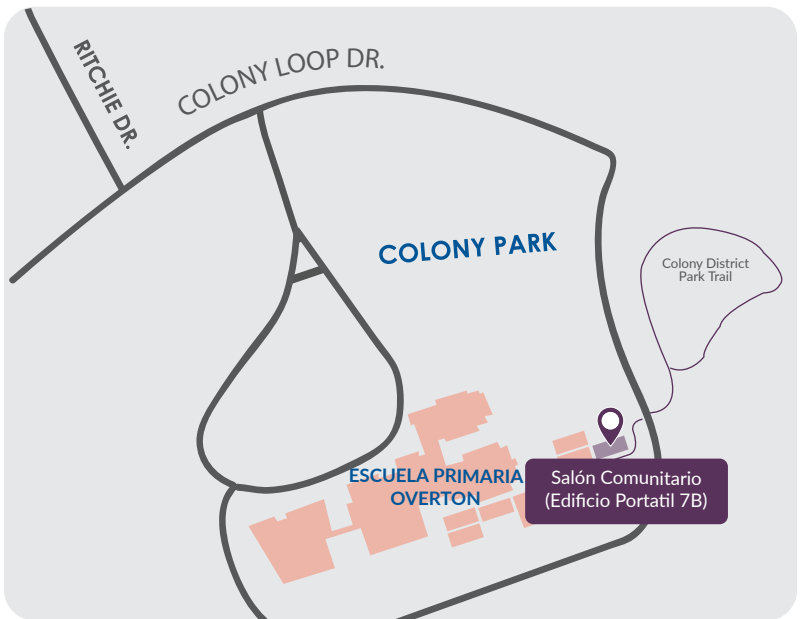 RITCHIE DR.
COLONY LOOP DR.
COLONY PARK
Colony District
Park Trail
ESCUELA PRIMARIA
OVERTON
Salón Comunitario
(Edificio Portatil 7B)